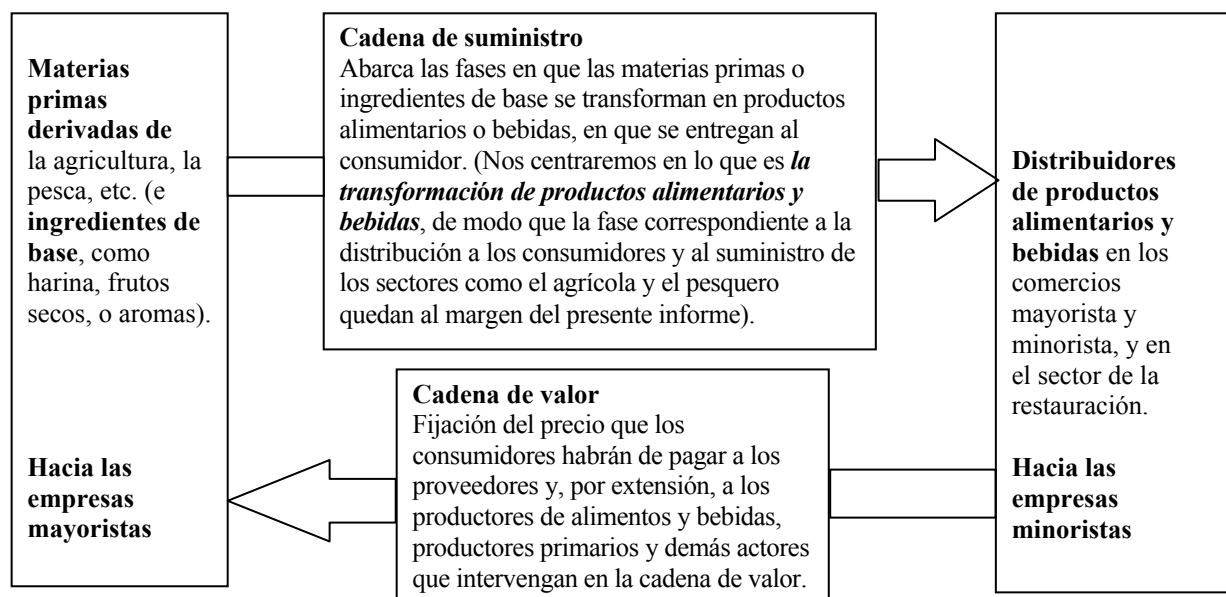 Materias
primas
derivadas de
la agricultura, la
pesca, etc. (e
ingredientes de
base, como
harina, frutos
secos, o aromas).
Hacia las
empresas
mayoristas
Cadena de suministro
Abarca las fases en que las materias primas o
ingredientes de base se transforman en productos
alimentarios o bebidas, en que se entregan al
consumidor. (Nos centraremos en lo que es la
transformación de productos alimentarios y
bebidas, de modo que la fase correspondiente a la
distribución a los consumidores y al suministro de
los sectores como el agrícola y el pesquero
quedan al margen del presente informe).
Cadena de valor
Fijación del precio que los
consumidores habrán de pagar a los
proveedores y, por extensión, a los
productores de alimentos y bebidas,
productores primarios y demás actores
que intervengan en la cadena de valor.
Distribuidores
de productos
alimentarios y
bebidas en los
comercios
mayorista y
minorista, y en
el sector de la
restauración.
Hacia las
empresas
minoristas